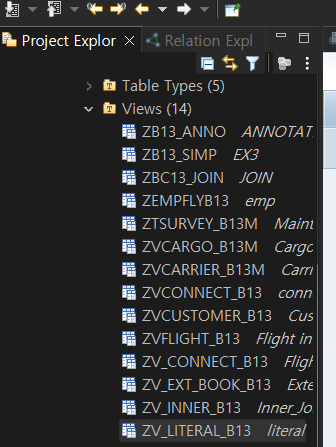 Project Explor
Relation Expl
Table Types (5)
Views (14)
ZB13_ANNO ANNOTAT
ZB13_SIMP EX3
ZBC13_JOIN JOIN
ZEMPFLYB13 emp
ZTSURVEY_B13M Maint
ZVCARGO_B13M Cargo
ZVCARRIER_B13M Carri
ZVCONNECT_B13 conn
ZVCUSTOMER_B13 Cus
ZVFLIGHT_B13 Flight in
ZV_CONNECT_B13 Fligh
ZV_EXT_BOOK_B13 Exte
ZV_INNER_B13 Inner_Jo
ZV_LITERAL_B13 literal